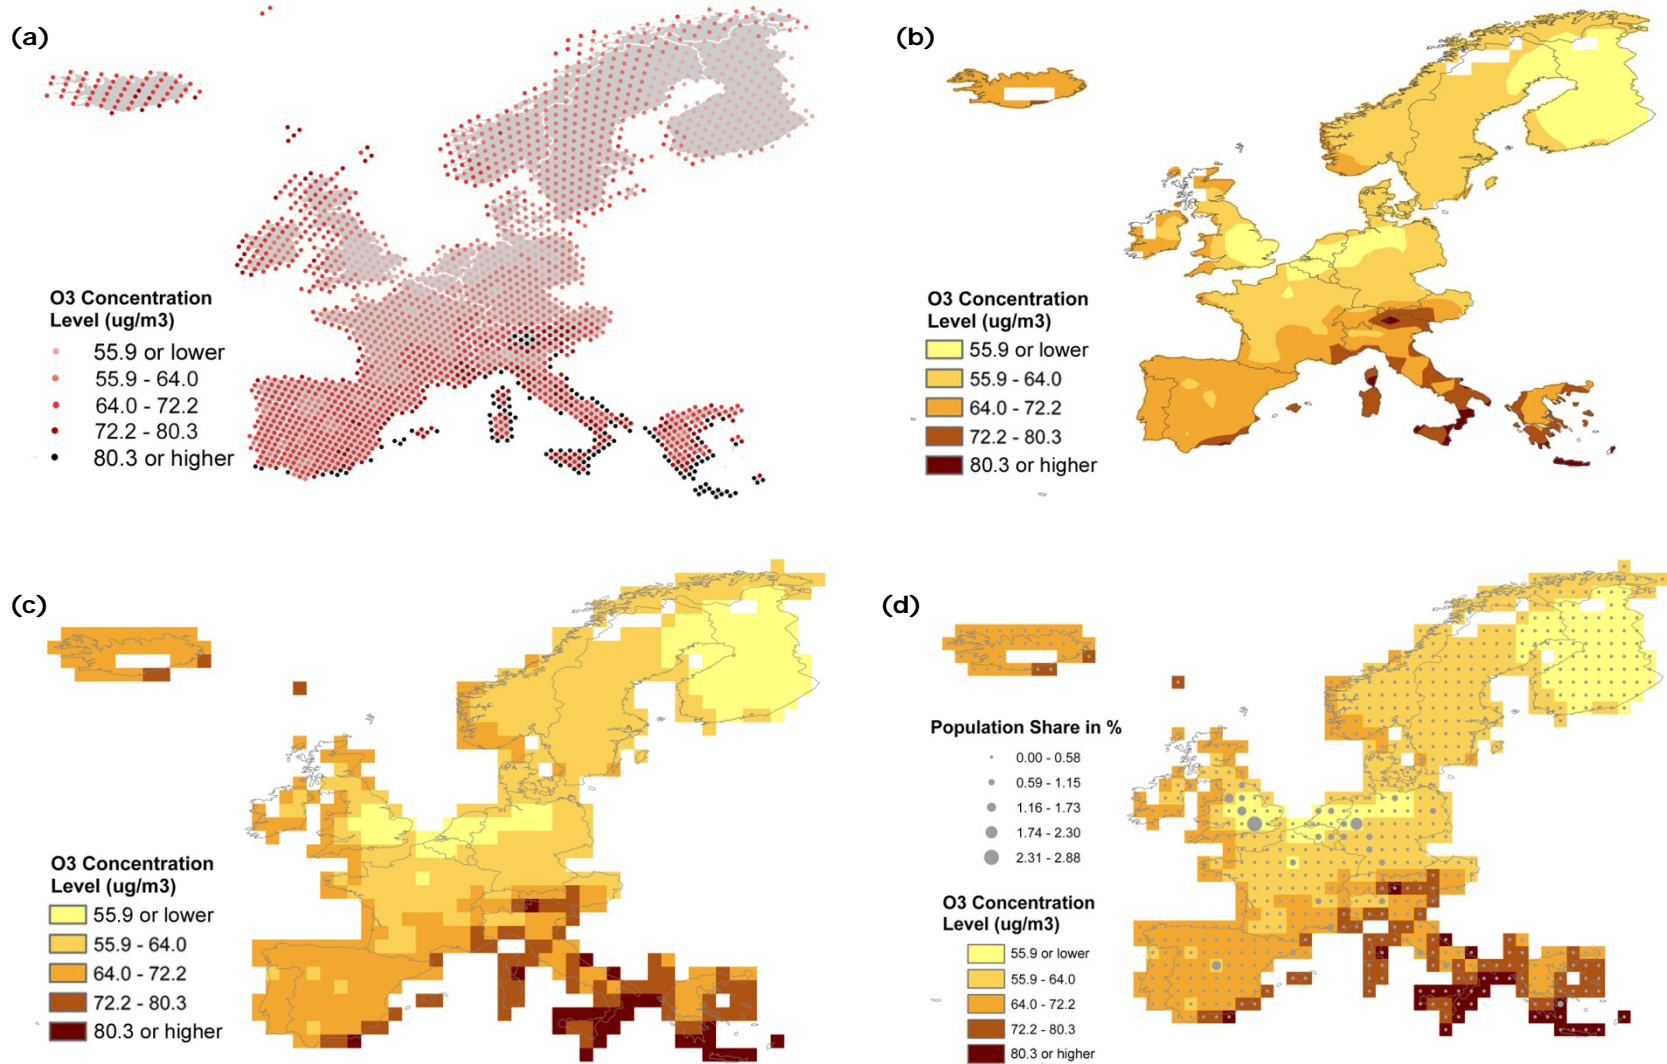 (a)
O3 Concentration
Level (ug/m3)
55.9 or lower
55.9 - 64.0
64.0 - 72.2
72.2 - 80.3
80.3 or higher
(b)
O3 Concentration
Level (ug/m3)
55.9 or lower
55.9 - 64.0
64.0 - 72.2
72.2 - 80.3
80.3 or higher
(c)
O3 Concentration
Level (ug/m3)
55.9 or lower
55.9 - 64.0
64.0 - 72.2
72.2 - 80.3
80.3 or higher
(d)
Population Share in %
0.00 - 0.58
0.59 - 1.15
1.16 - 1.73
1.74 - 2.30
2.31 - 2.88
O3 Concentration
Level (ug/m3)
55.9 or lower
55.9 - 64.0
64.0 - 72.2
72.2 - 80.3
80.3 or higher